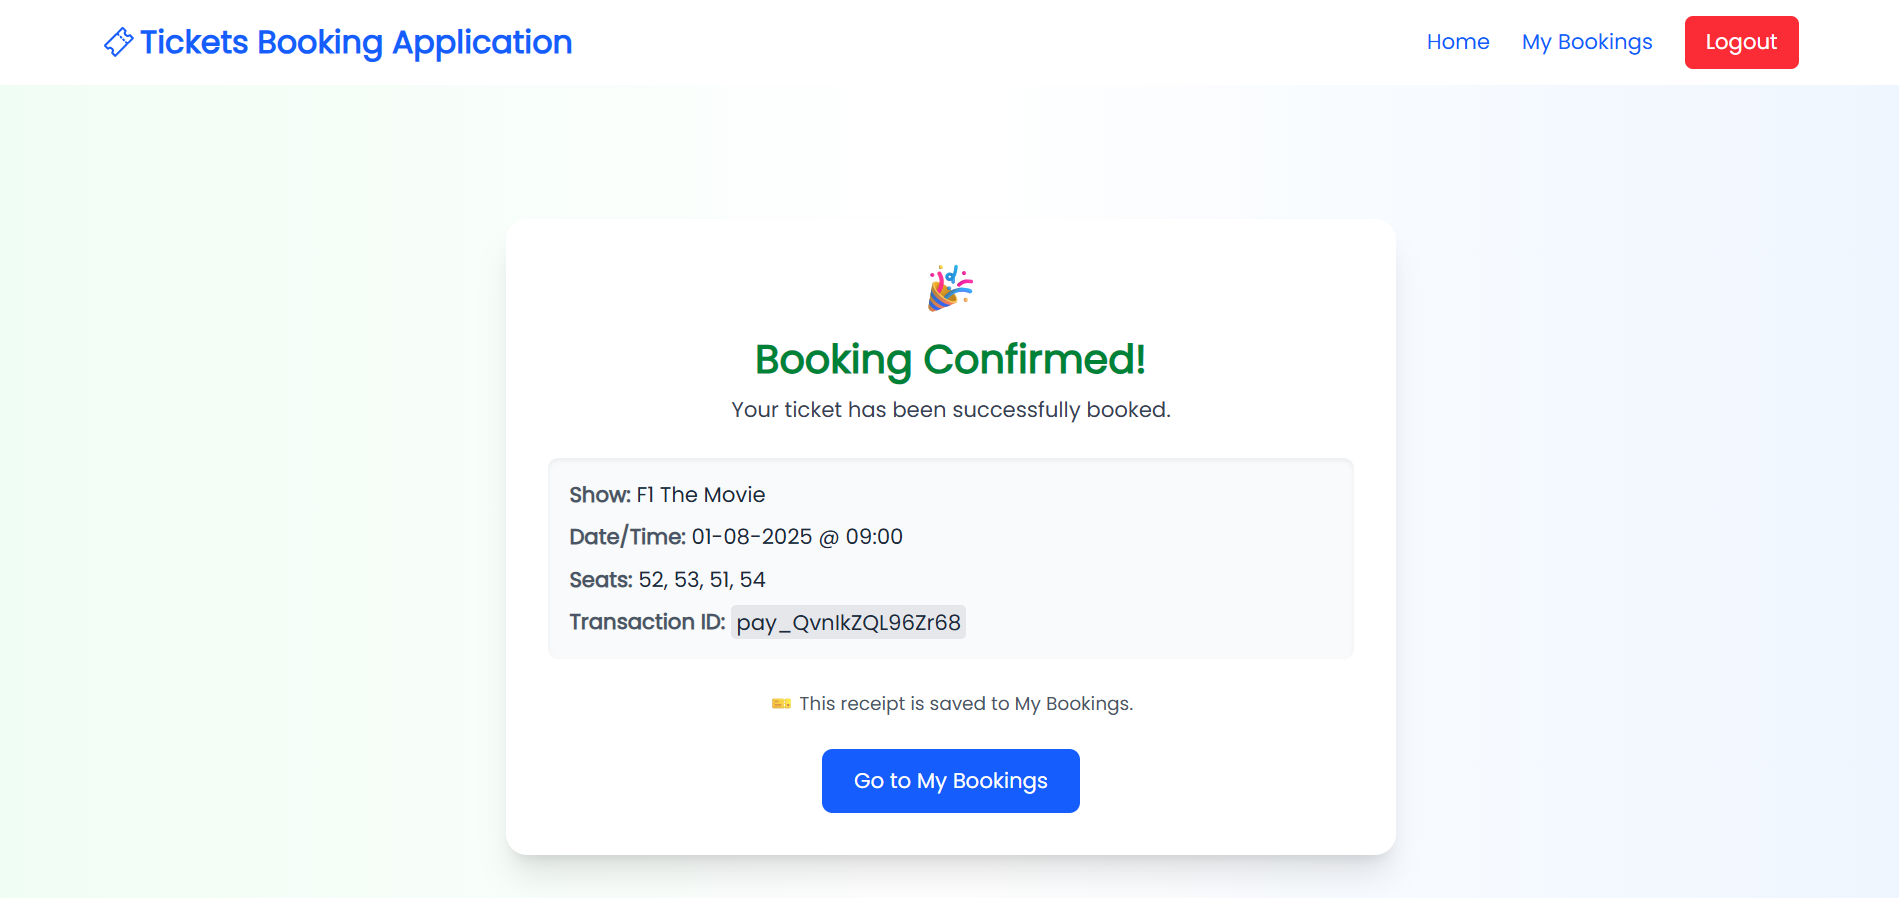 Tickets Booking Application
Home
My Bookings
Logout
Booking Confirmed!
Your ticket has been successfully booked.
Show: F1 The Movie
Date/Time: 01-08-2025 @ 09:00
Seats: 52, 53, 51, 54
Transaction ID: pay_QvnIkZQL96Zr68
This receipt is saved to My Bookings.
Go to My Bookings